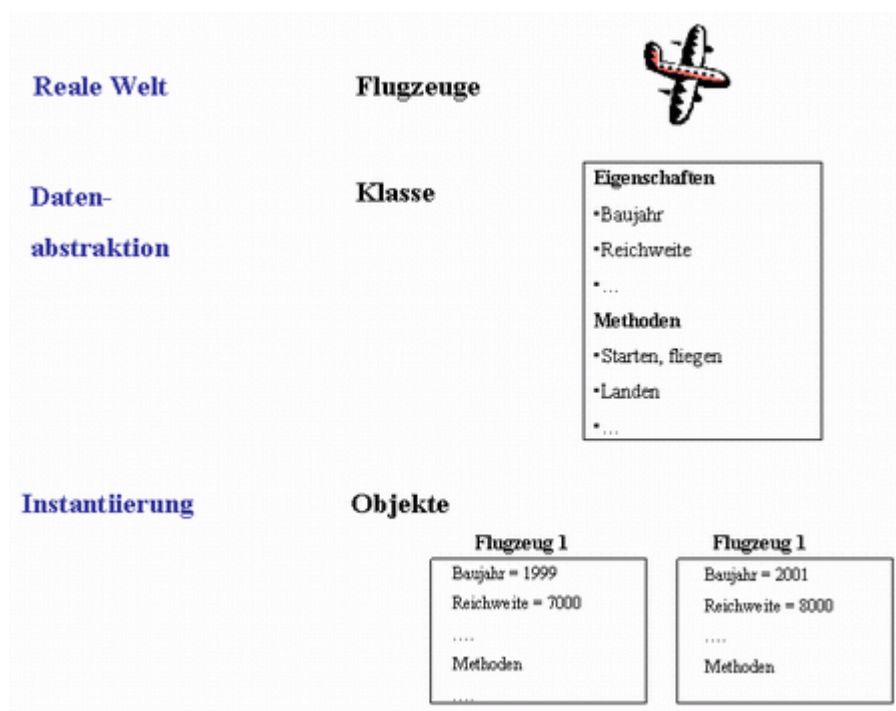 Reale Welt
Flugzeuge
Daten-
abstraktion
Klasse
Eigenschaften
•Baujahr
•Reichweite
•...
Methoden
•Starten, fliegen
•Landen
•...
Instantiierung
Objekte
Flugzeug 1
Baujahr = 1999
Reichweite = 7000
....
Methoden
....
Flugzeug 1
Baujahr = 2001
Reichweite = 8000
....
Methoden